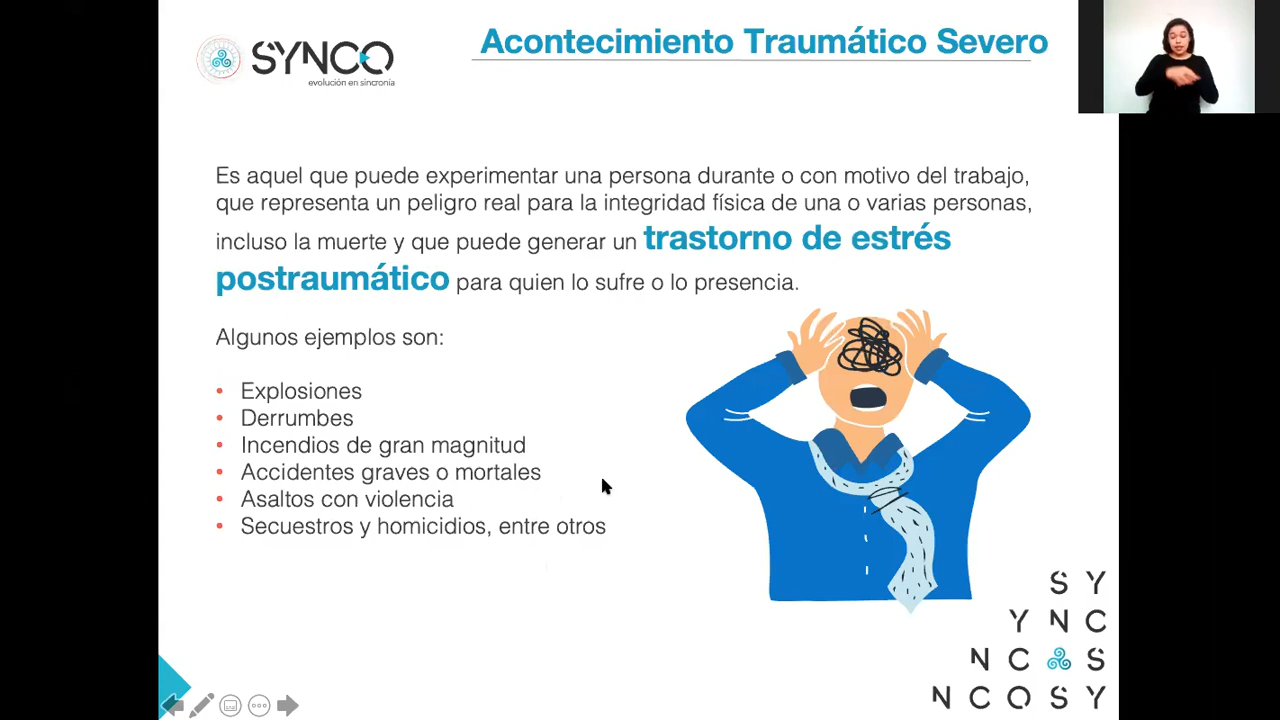 SYNCO
evolución en sincronía
Acontecimiento Traumático Severo
Es aquel que puede experimentar una persona durante o con motivo del trabajo,
que representa un peligro real para la integridad física de una o varias personas,
incluso la muerte y que puede generar un trastorno de estrés
postraumático para quien lo sufre o lo presencia.
Algunos ejemplos son:
• Explosiones
• Derrumbes
• Incendios de gran magnitud
• Accidentes graves o mortales
• Asaltos con violencia
• Secuestros y homicidios, entre otros
S Y
Y N C
N C S
N C O S Y